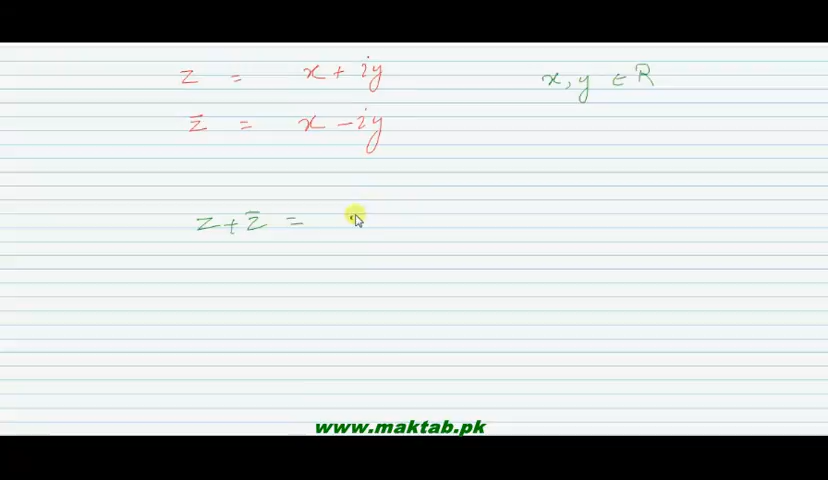 z = x + iy
x, y ∈ R
z̄ = x - iy
z + z̄ =
www.maktab.pk